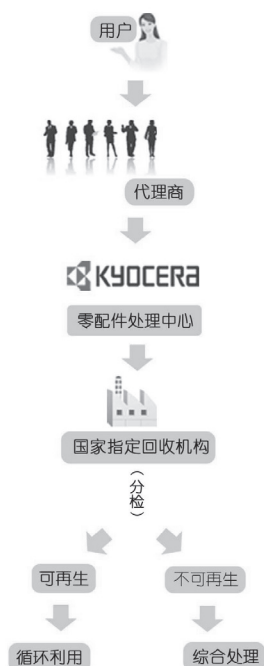 用户
代理商
KYOCERA
零配件处理中心
国家指定回收机构
（分检）
可再生
不可再生
循环利用
综合处理